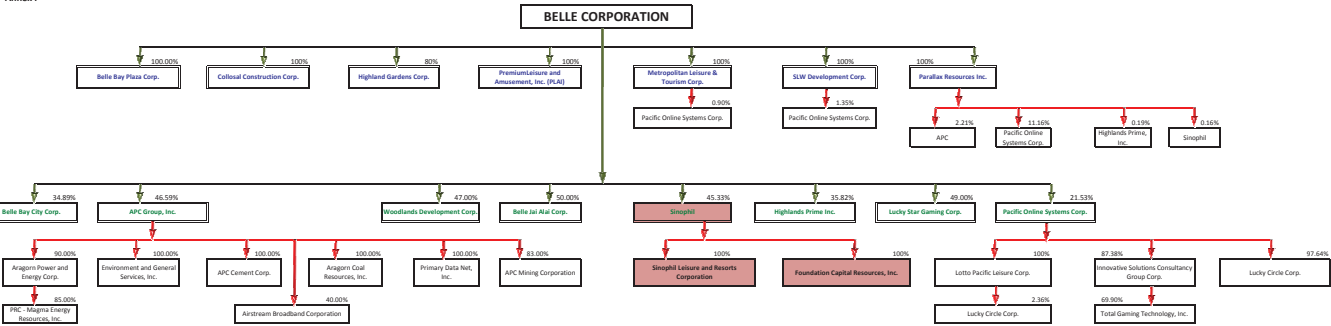 BELLE CORPORATION
100.00%
100%
80%
100%
100%
100%
100%
Belle Bay Plaza Corp.
Collosal Construction Corp.
Highland Gardens Corp.
PremiumLeisure and
Amusement, Inc. (PLAI)
Metropolitan Leisure &
Tourism Corp.
SLW Development Corp.
Parallax Resources Inc.
0.90%
1.35%
Pacific Online Systems Corp.
Pacific Online Systems Corp.
2.21%
11.16%
0.19%
0.16%
APC
Pacific Online
Systems Corp.
Highlands Prime,
Inc.
Sinophil
34.89%
46.59%
47.00%
50.00%
45.33%
35.82%
49.00%
21.53%
Belle Bay City Corp.
APC Group, Inc.
Woodlands Development Corp.
Belle Jai Alai Corp.
Sinophil
Highlands Prime Inc.
Lucky Star Gaming Corp.
Pacific Online Systems Corp.
90.00%
100.00%
100.00%
100.00%
100.00%
83.00%
100%
100%
100%
87.38%
97.64%
Aragorn Power and
Energy Corp.
Environment and General
Services, Inc.
APC Cement Corp.
Aragorn Coal
Resources, Inc.
Primary Data Net,
Inc.
APC Mining Corporation
Sinophil Leisure and Resorts
Corporation
Foundation Capital Resources, Inc.
Lotto Pacific Leisure Corp.
Innovative Solutions Consultancy
Group Corp.
Lucky Circle Corp.
85.00%
40.00%
2.36%
69.90%
PRC - Magma Energy
Resources, Inc.
Airstream Broadband Corporation
Lucky Circle Corp.
Total Gaming Technology, Inc.